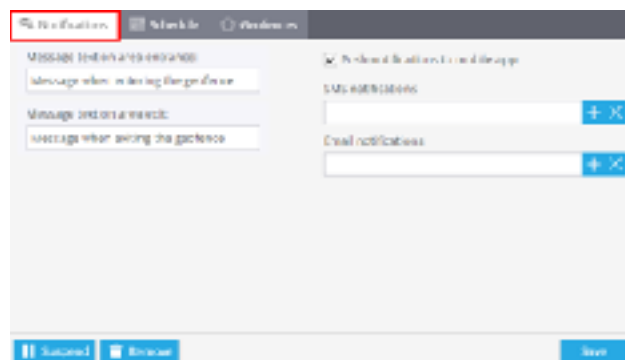 Notifications Schedule Geofences
Message text on area entrance:
Message when entering the geofence
Message text on area exit:
Message when exiting the geofence
Push notifications to mobile app
SMS notifications
Email notifications
Suspend Remove Save